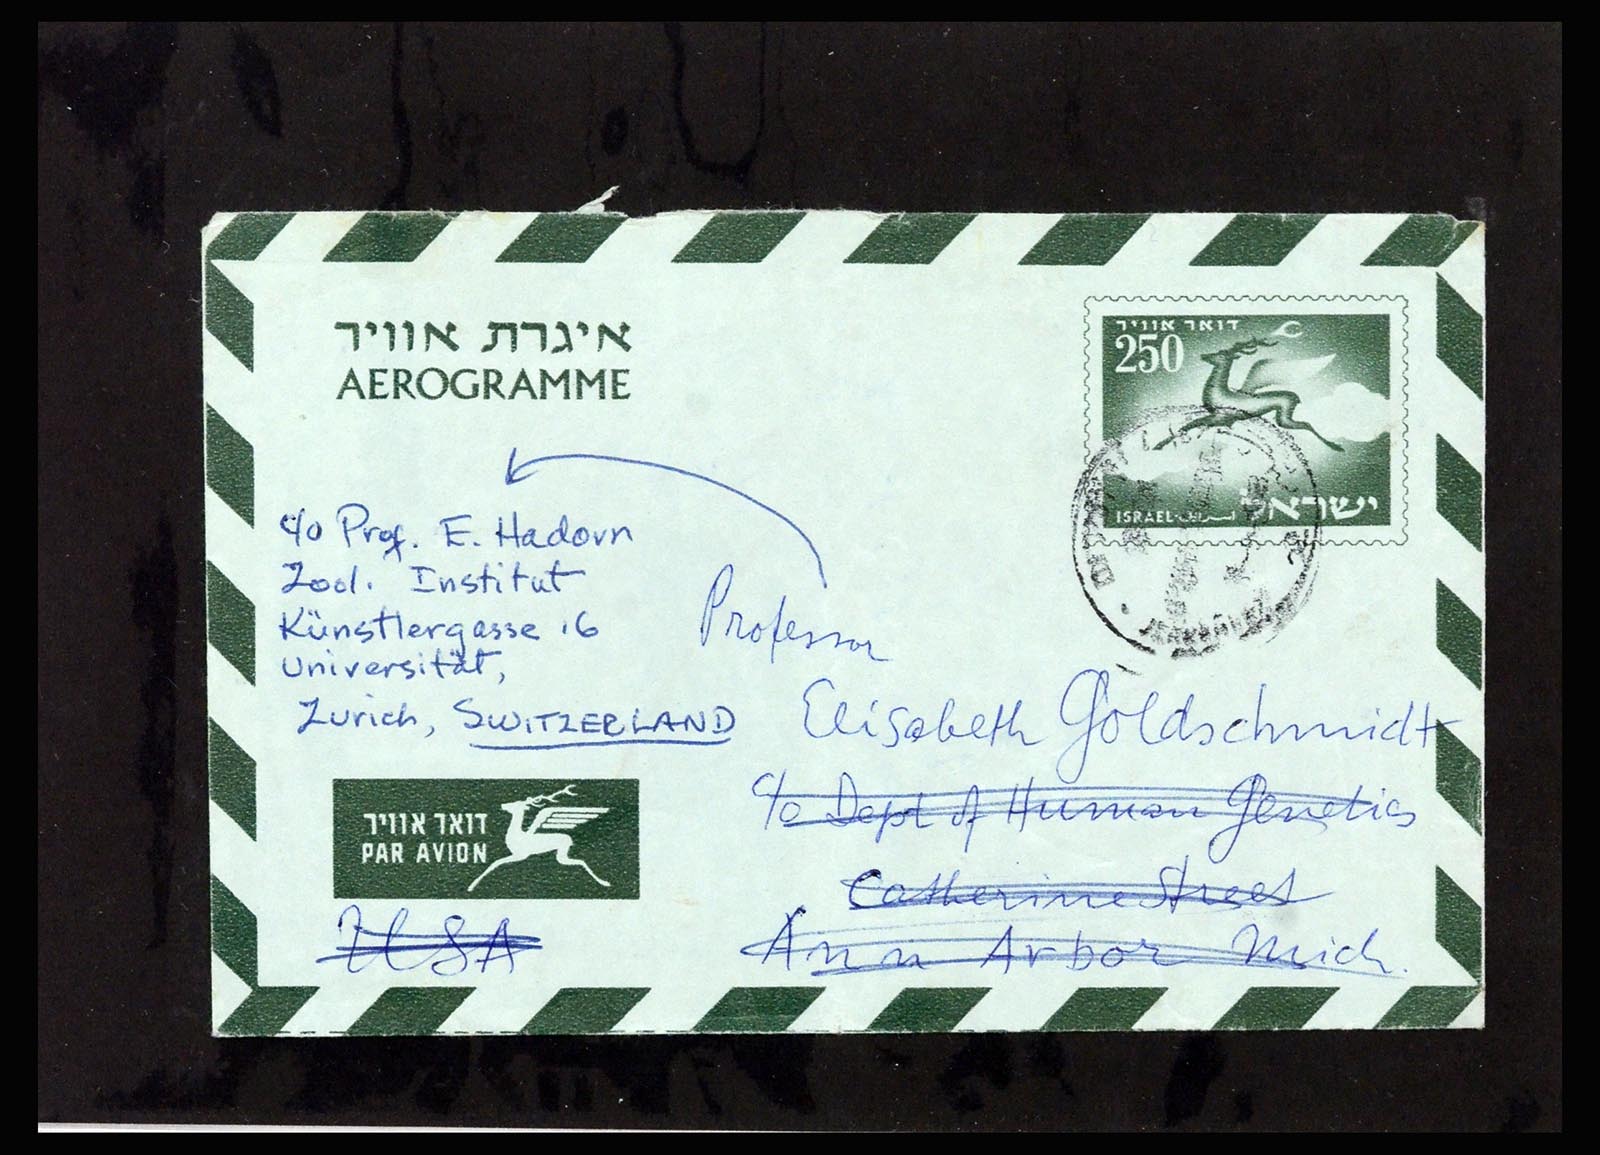 איגרת אוויר
AEROGRAMME
דואר אוויר
250
ISRAEL اسرائيل ישראל
c/o Prof. E. Hadorn
Zool. Institut
Künstlergasse 16
Universität,
Zurich, SWITZERLAND
Professor
Elisabeth Goldschmidt
c/o Dept of Human Genetics
Catherine Street
Ann Arbor Mich.
דואר אוויר
PAR AVION
USA